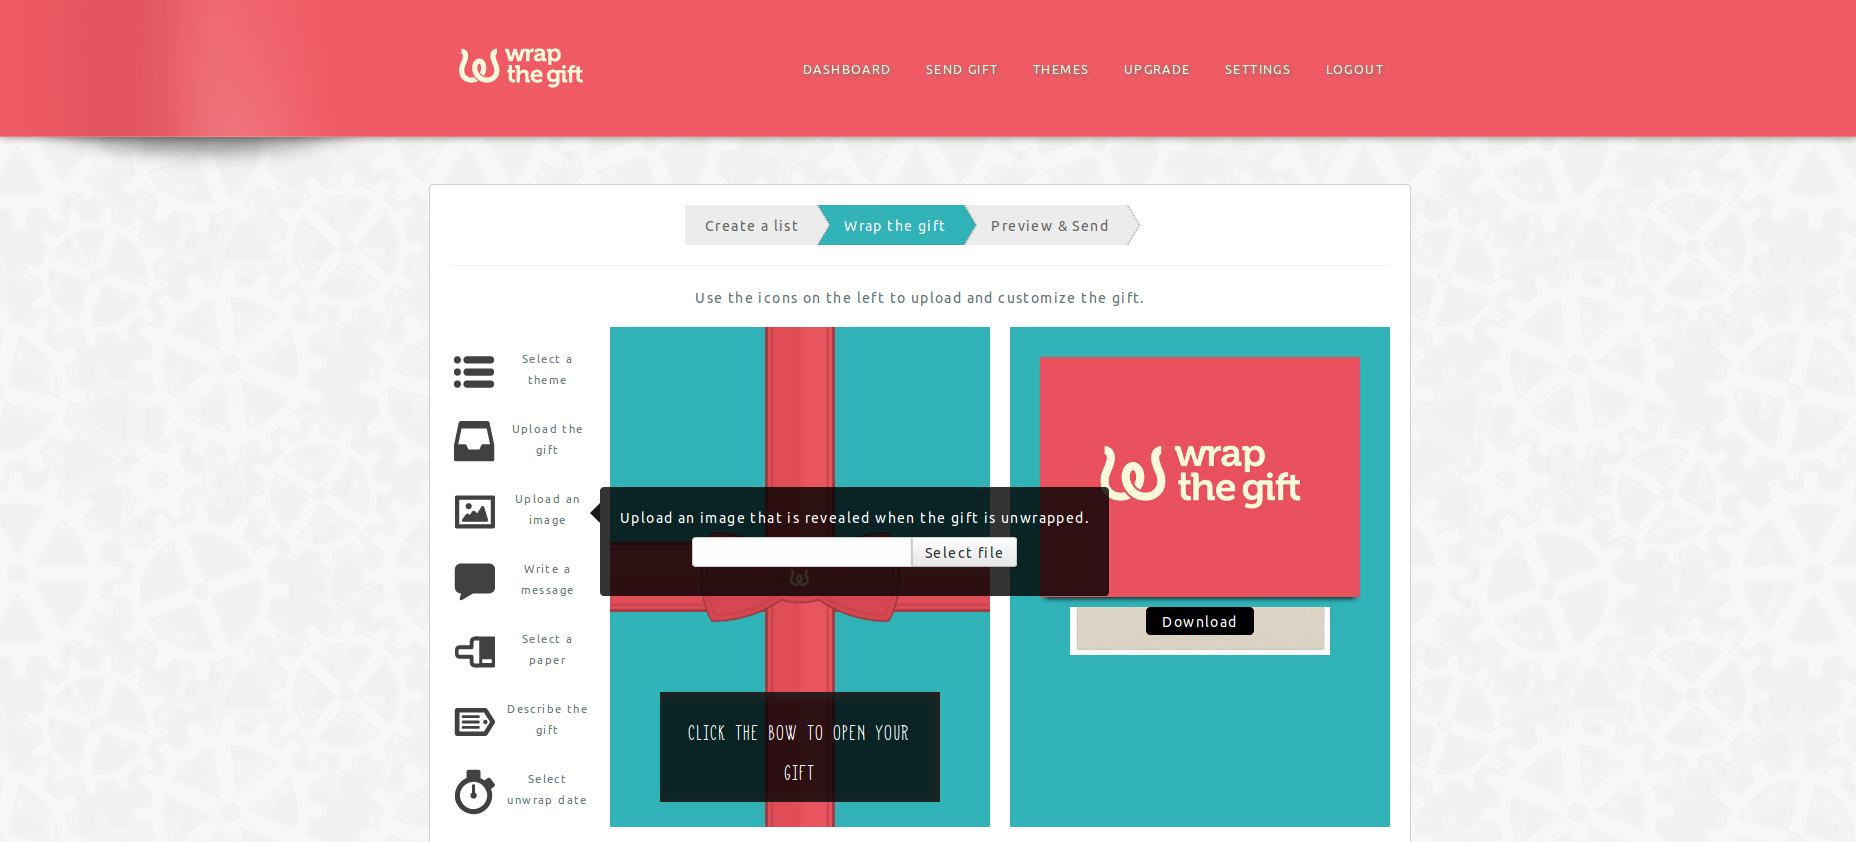 wrap
the gift
DASHBOARD SEND GIFT THEMES UPGRADE SETTINGS LOGOUT
Create a list Wrap the gift Preview & Send
Use the icons on the left to upload and customize the gift.
Select a
theme
Upload the
gift
Upload an
image
Write a
message
Select a
paper
Describe the
gift
Select
unwrap date
Upload an image that is revealed when the gift is unwrapped.
Select file
CLICK THE BOW TO OPEN YOUR
GIFT
wrap
the gift
Download